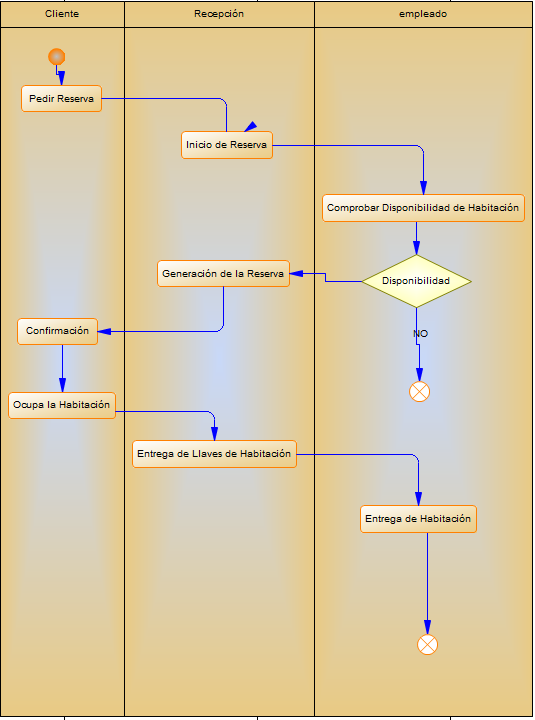 Cliente
Recepción
empleado
Pedir Reserva
Inicio de Reserva
Comprobar Disponibilidad de Habitación
Generación de la Reserva
Disponibilidad
Confirmación
NO
Ocupa la Habitación
Entrega de Llaves de Habitación
Entrega de Habitación